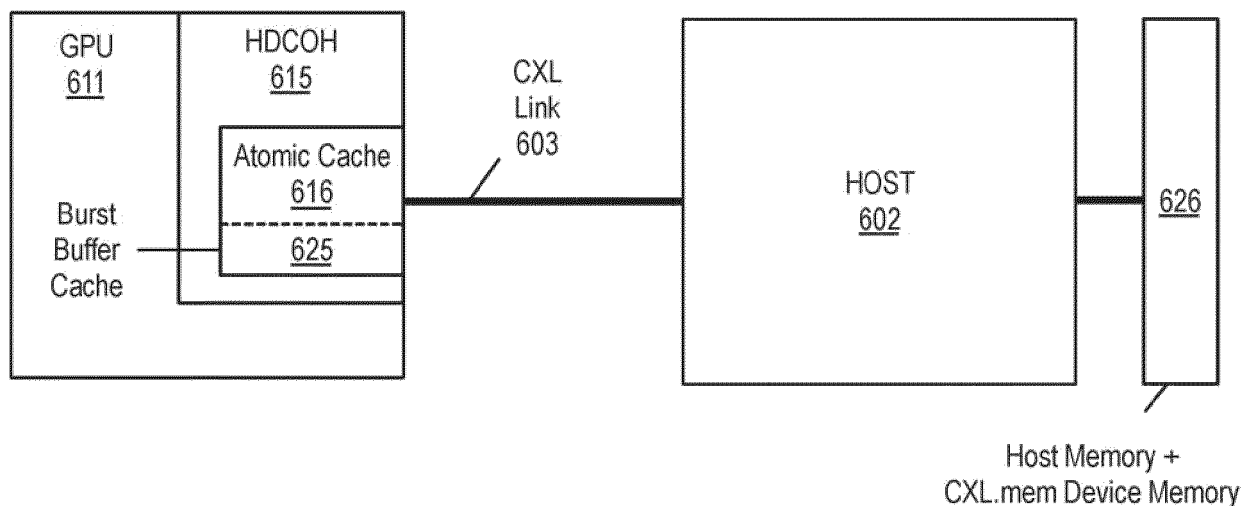 GPU
611
HDCOH
615
Atomic Cache
616
625
Burst
Buffer
Cache
CXL
Link
603
HOST
602
626
Host Memory +
CXL.mem Device Memory